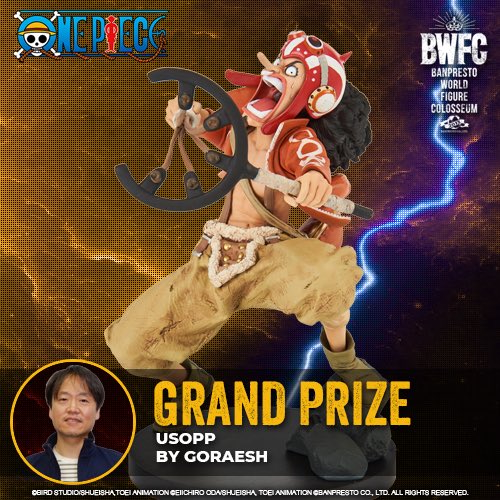 ONE PIECE
BWFC
BANPRESTO
WORLD
FIGURE
COLOSSEUM
GRAND PRIZE
USOPP
BY GORAESH
©BIRD STUDIO/SHUEISHA,TOEI ANIMATION ©EIICHIRO ODA/SHUEISHA, TOEI ANIMATION ©BANPRESTO CO., LTD. ALL RIGHTS RESERVED.